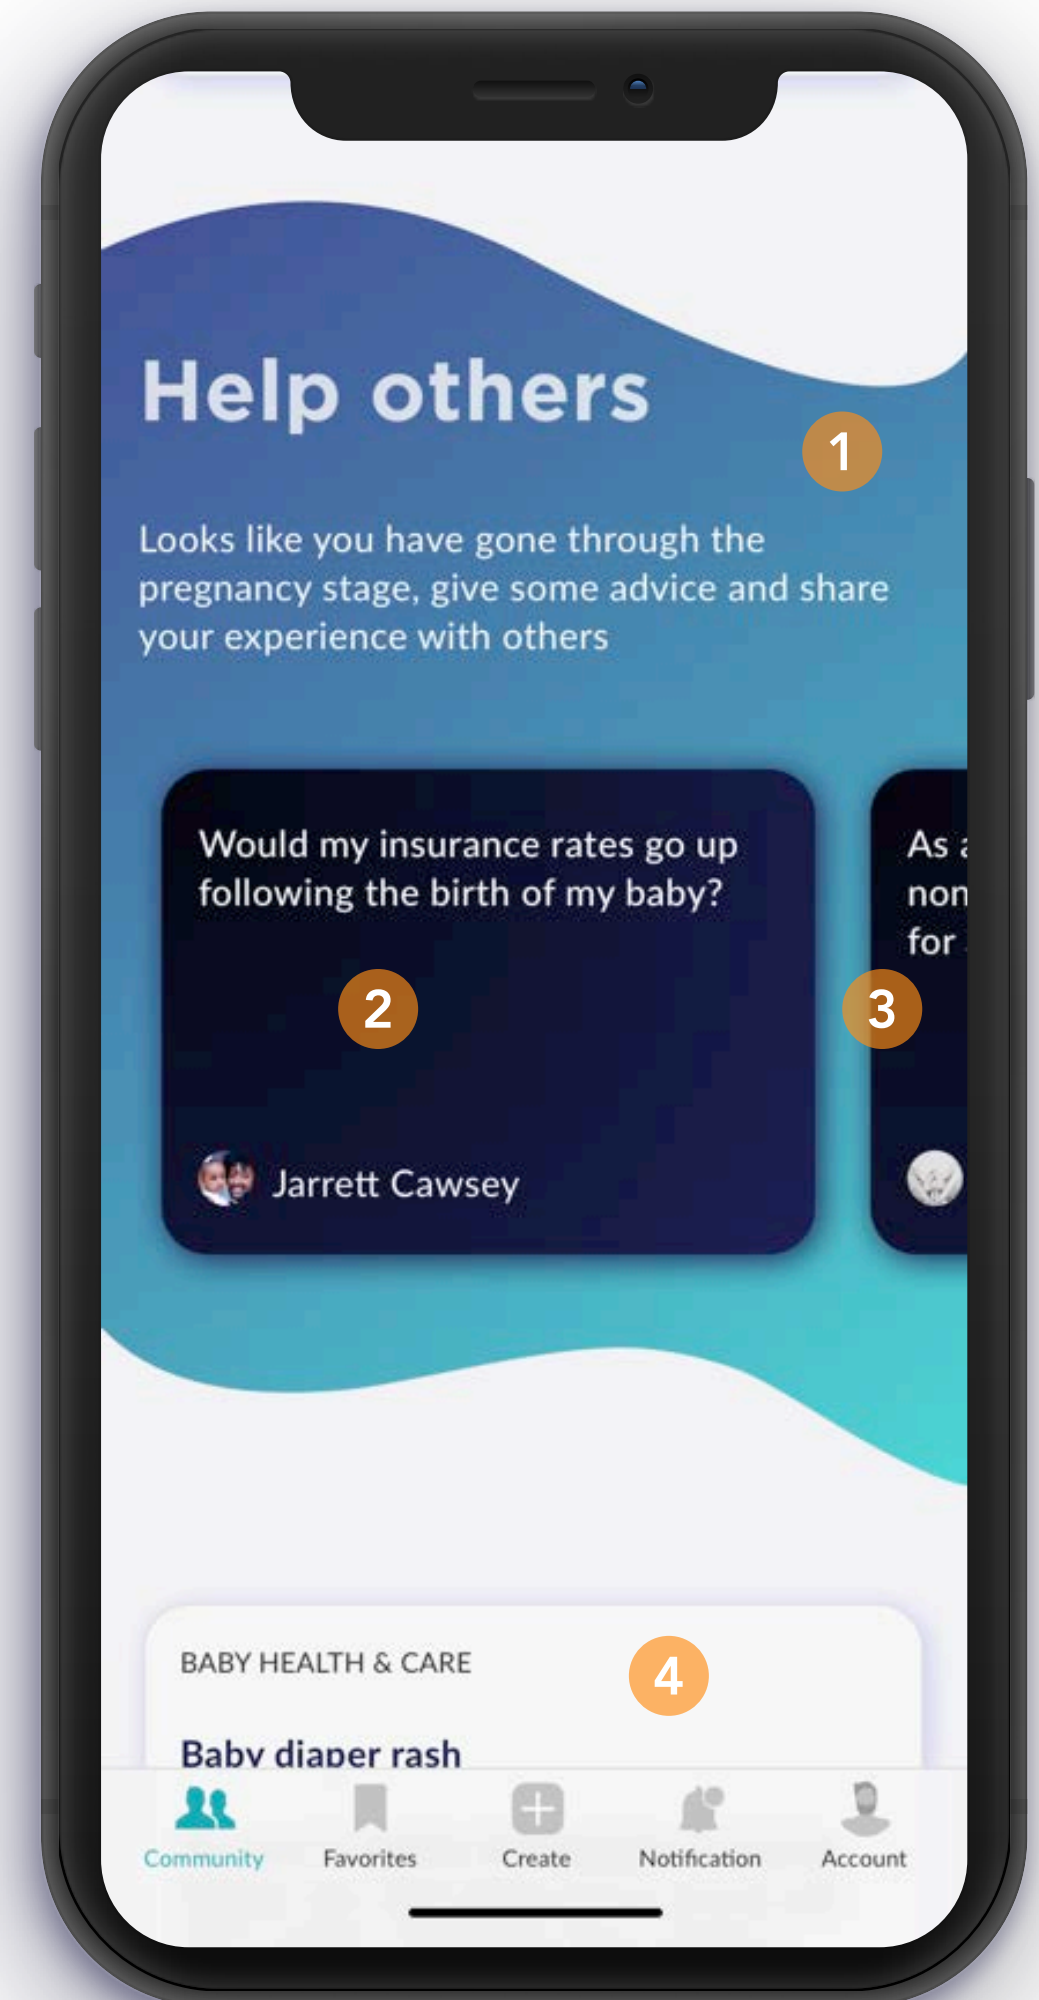 Help others
1
Looks like you have gone through the
pregnancy stage, give some advice and share
your experience with others
Would my insurance rates go up
following the birth of my baby?
2
Jarrett Cawsey
As
for
3
BABY HEALTH & CARE
4
Baby diaper rash
Community
Favorites
Create
Notification
Account